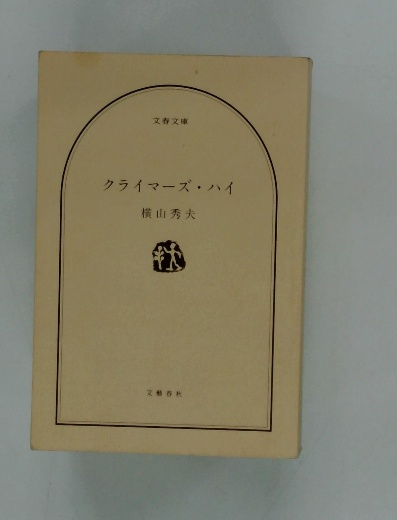 文春文庫
クライマーズ・ハイ
横山秀夫
文藝春秋